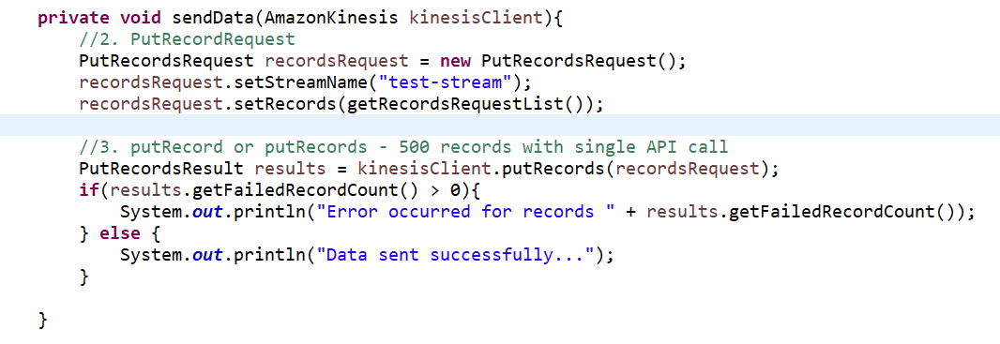 private void sendData(AmazonKinesis kinesisClient){
//2. PutRecordRequest
PutRecordsRequest recordsRequest = new PutRecordsRequest();
recordsRequest.setStreamName("test-stream");
recordsRequest.setRecords(getRecordsRequestList());
//3. putRecord or putRecords - 500 records with single API call
PutRecordsResult results = kinesisClient.putRecords(recordsRequest);
if(results.getFailedRecordCount() > 0){
System.out.println("Error occurred for records " + results.getFailedRecordCount());
} else {
System.out.println("Data sent successfully...");
}
}